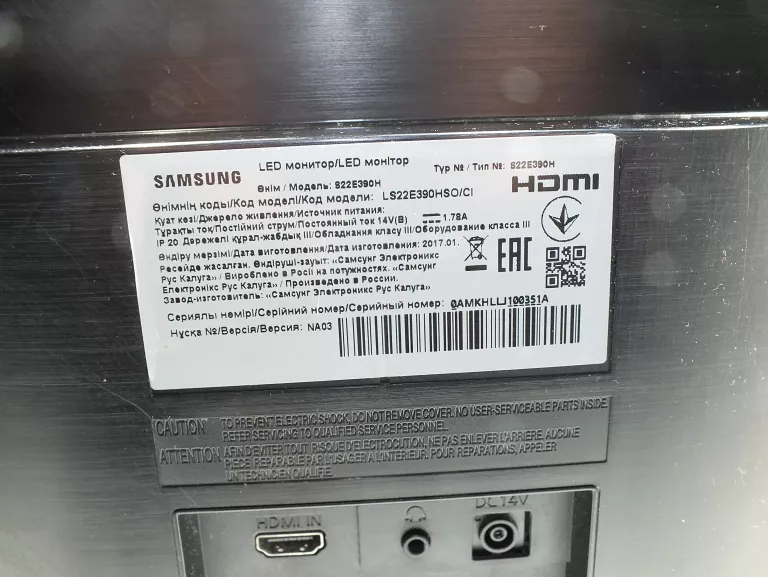 SAMSUNG
LED монитор/LED монітор
Өнім / Модель: S22E390H
Түр № / Тип №: S22E390H
HDMI
Өнімнің коды/Код моделі/Код модели: LS22E390HSO/CI
Қуат көзі/Джерело живлення/Источник питания:
Тұрақты ток/Постійний струм/Постоянный ток 14V(В) 1.78A
IP 20 Дережелі құрал-жабдық III/Обладнання класу III/Оборудование класса III
Өндіру мерзімі/Дата виготовлення/Дата изготовления: 2017.01.
Ресейде жасалған. Өндіруші-зауыт: «Самсунг Электроникс
Рус Калуга» / Вироблено в Росії на потужностях. «Самсунг
Електронікс Рус Калуга» / Произведено в России.
Завод-изготовитель: «Самсунг Электроникс Рус Калуга»
EAC
Сериялы нөмірі/Серійний номер/Серийный номер: 0AMKHLLJ100351A
Нұсқа №/Версія/Версия: NA03
CAUTION TO PREVENT ELECTRIC SHOCK, DO NOT REMOVE COVER. NO USER-SERVICEABLE PARTS INSIDE.
REFER SERVICING TO QUALIFIED SERVICE PERSONNEL.
ATTENTION AFIN D'EVITER TOUT RISQUE D'ELECTROCUTION, NE PAS ENLEVER L'ARRIERE. AUCUNE
PIECE REPARABLE PAR L'USAGER A L'INTERIEUR. POUR REPARATIONS, APPELER
UN TECHNICIEN QUALIFIE.
HDMI IN
DC 14V